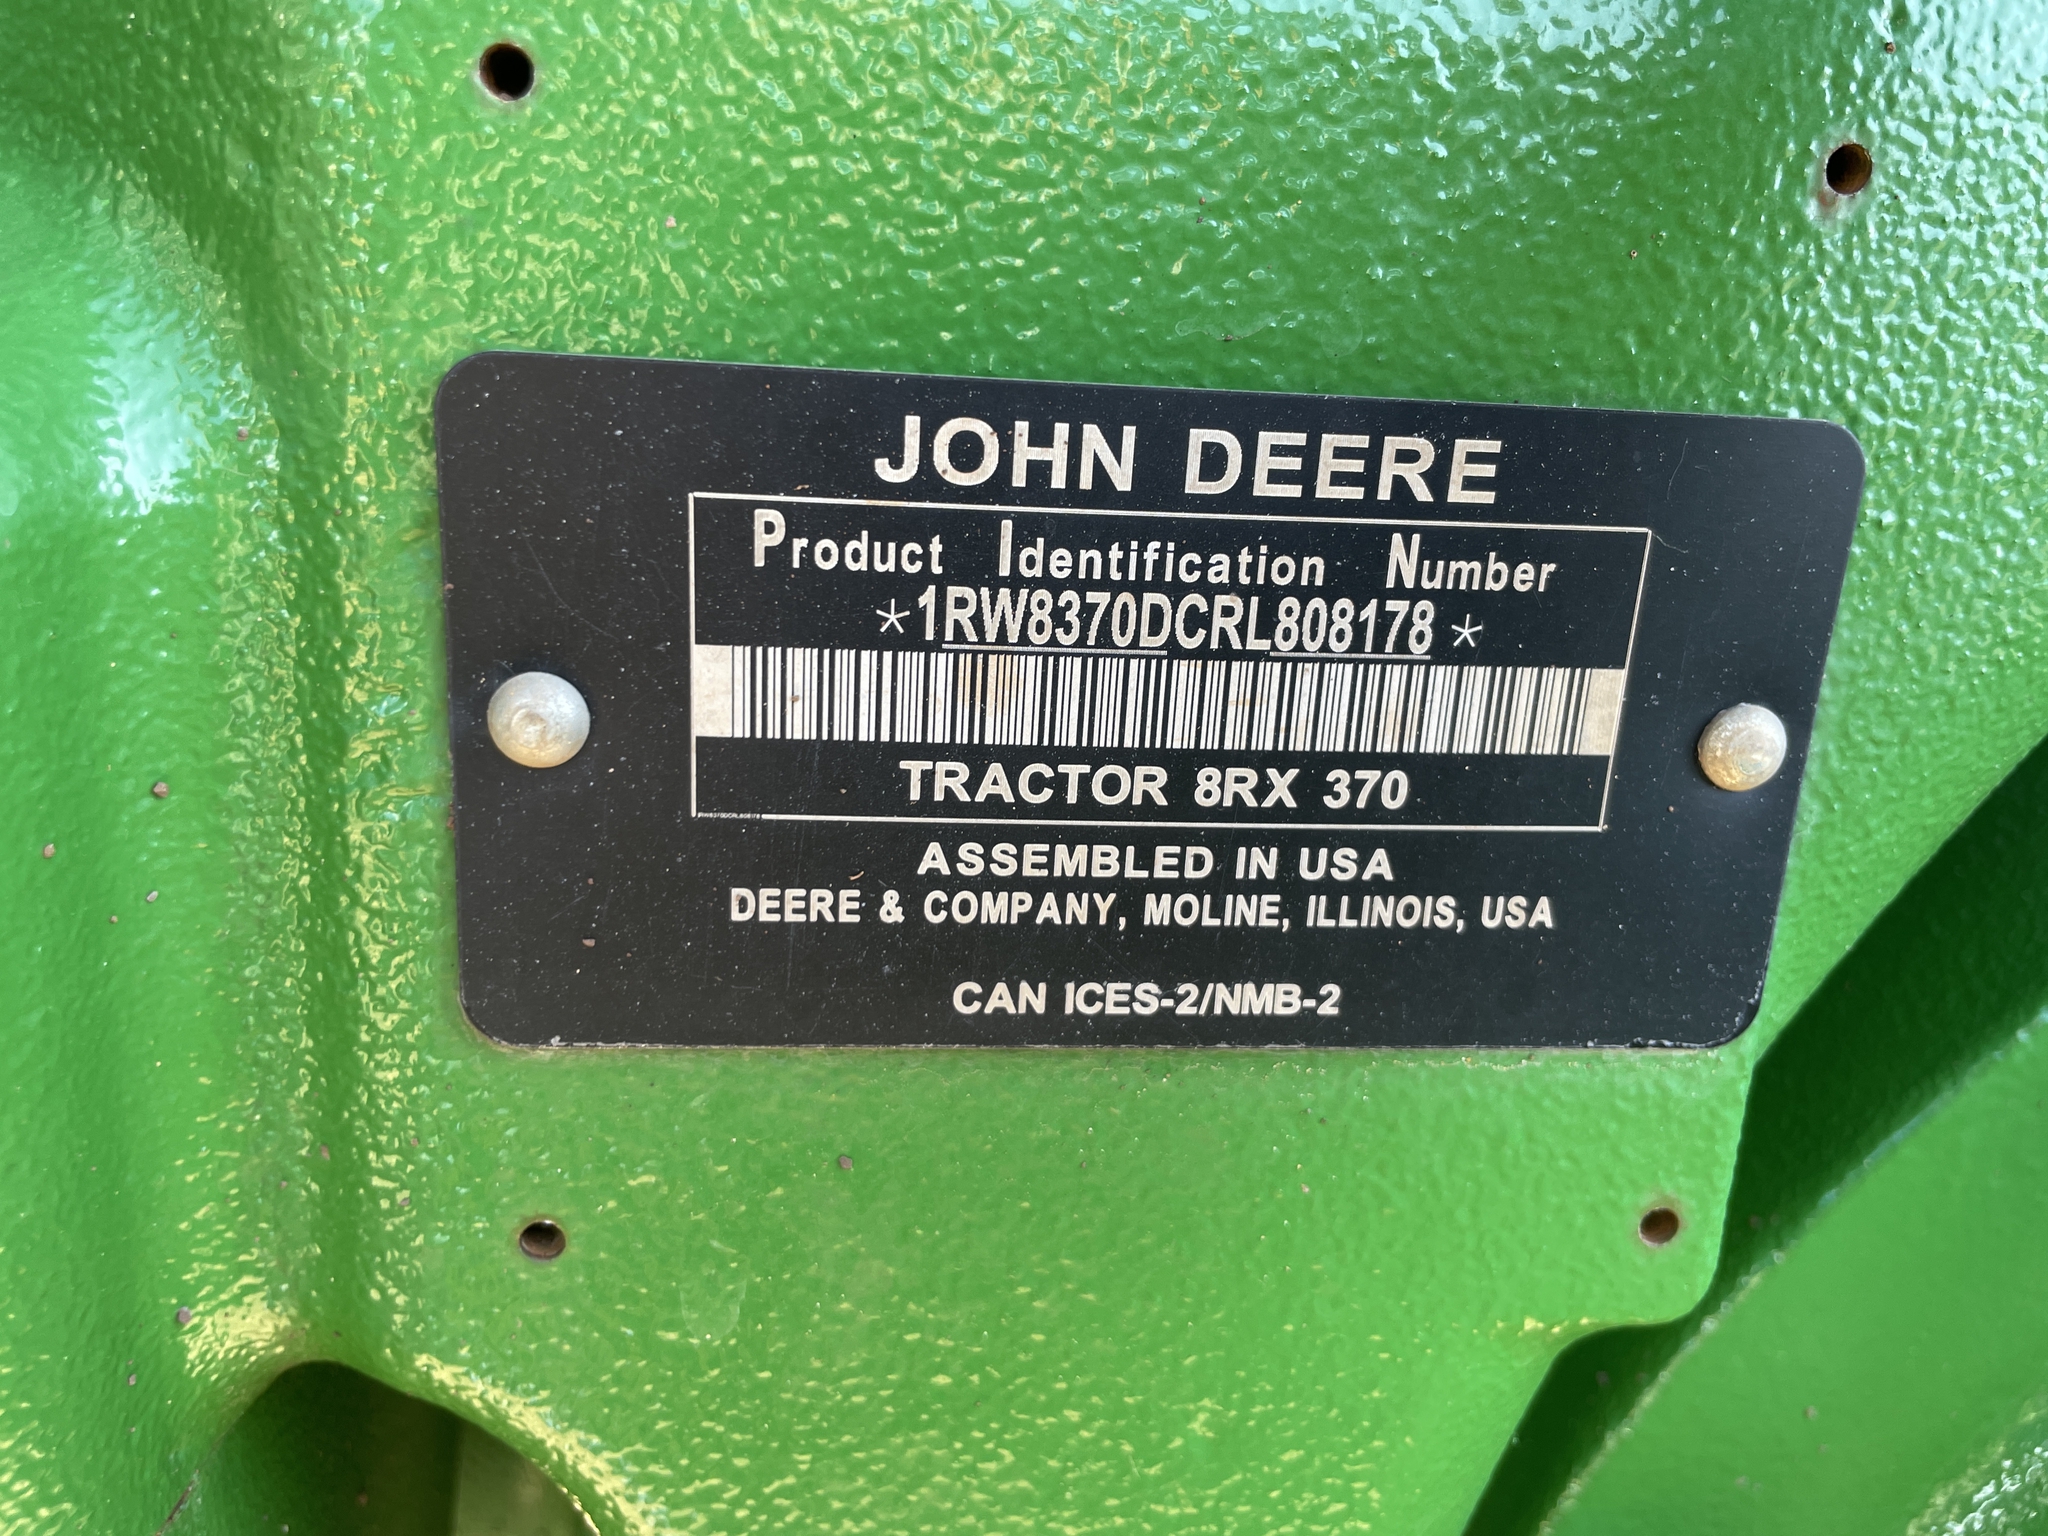 JOHN DEERE
Product Identification Number
*1RW8370DCRL808178*
TRACTOR 8RX 370
1RW8370DCRL808178
ASSEMBLED IN USA
DEERE & COMPANY, MOLINE, ILLINOIS, USA
CAN ICES-2/NMB-2